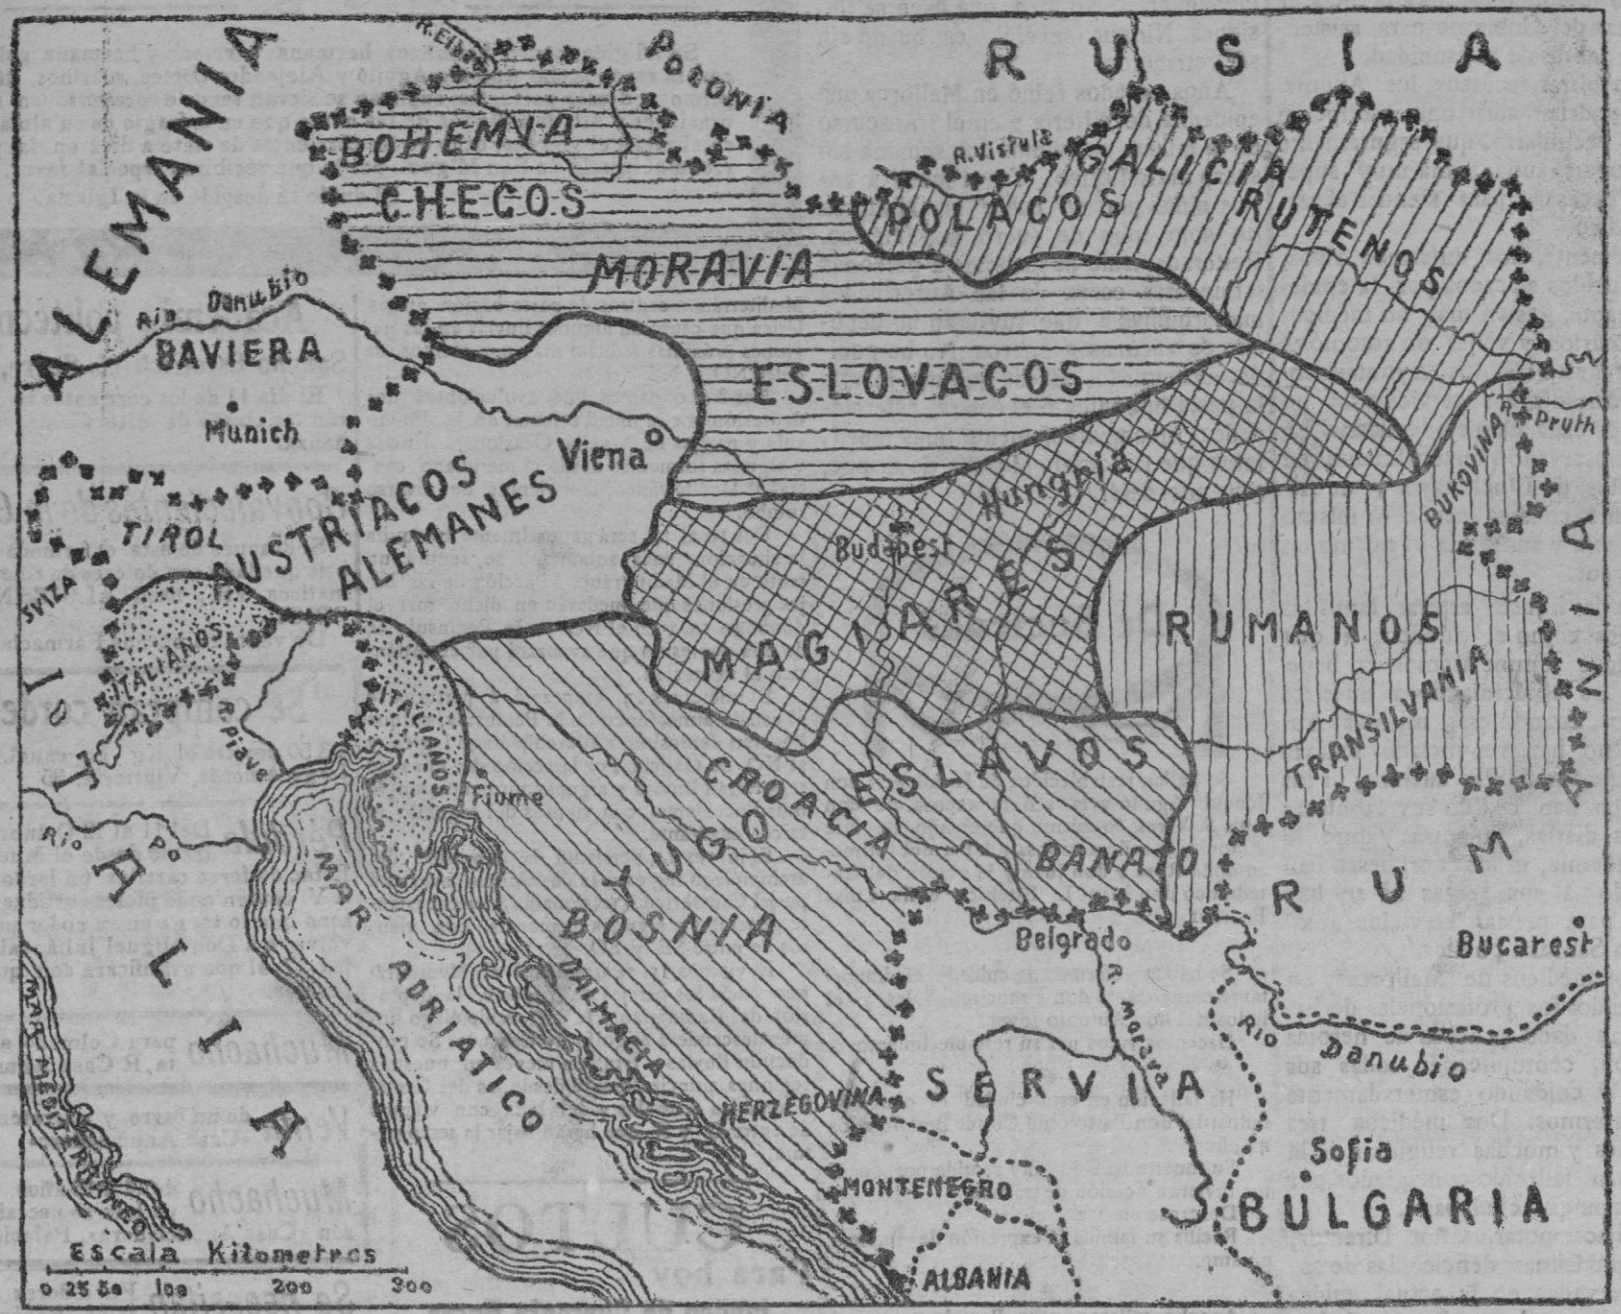 ALEMANIA
R. Elba
POLONIA
RUSIA
BOHEMIA
CHECOS
R. Vistula
GALICIA
POLACOS
RUTENOS
MORAVIA
Rio Danubio
BAVIERA
ESLOVACOS
Munich
Viena
Hungria
Pruth
BUKOVINA
TIROL
AUSTRIACOS
ALEMANES
Budapest
SVIZA
MAGIARES
RUMANOS
ITALIANOS
ITALIANOS
TRANSILVANIA
R. Piave
Fiume
CROACIA
YUGO ESLAVOS
BANATO
Rio Po
RUMANIA
BOSNIA
Belgrado
Bucarest
MAR ADRIATICO
DALMACIA
R. Morava
Rio Danubio
ITALIA
MAR MEDITERRÁNEO
HERZEGOVINA
SERVIA
Sofia
MONTENEGRO
BULGARIA
ALBANIA
Escala Kilometros
0 25 50 100 200 300